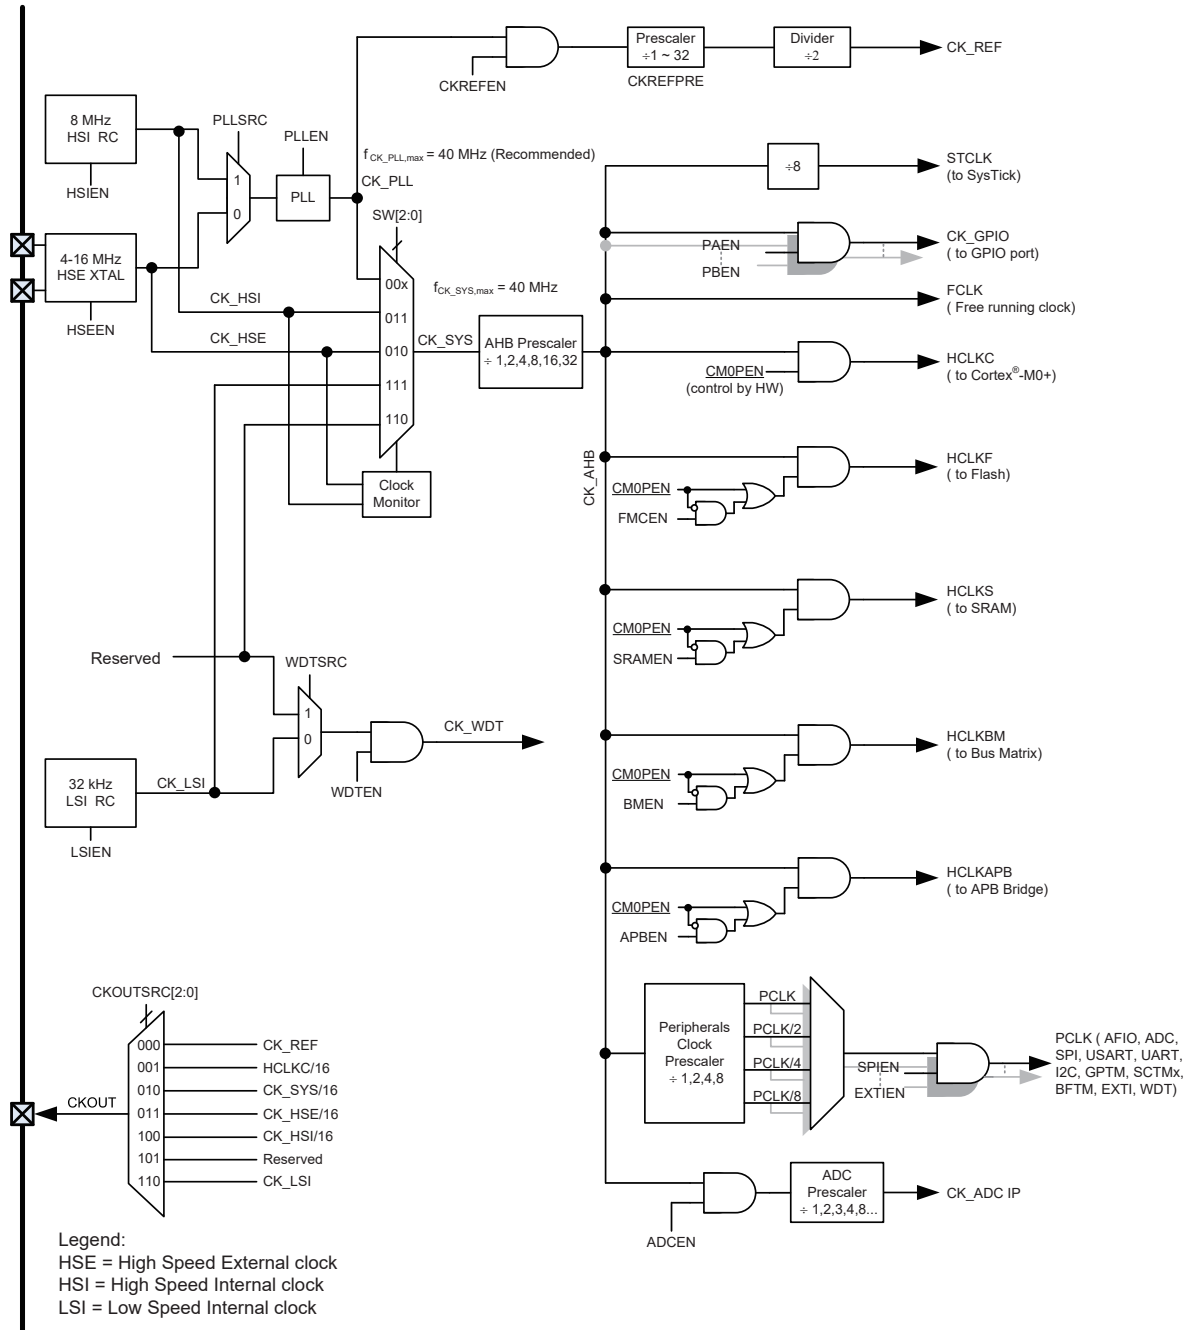 Prescaler
÷1 ~ 32
CKREFPRE
Divider
÷2
CK_REF
CKREFEN
8 MHz
HSI RC
HSIEN
PLLSRC
1
0
PLLEN
PLL
f CK_PLL,max = 40 MHz (Recommended)
CK_PLL
SW[2:0]
÷8
STCLK
(to SysTick)
4-16 MHz
HSE XTAL
HSEEN
CK_HSI
CK_HSE
00x
011
010
111
110
fCK_SYS,max = 40 MHz
CK_SYS
AHB Prescaler
÷ 1,2,4,8,16,32
Clock
Monitor
CK_AHB
PAEN
PBEN
CK_GPIO
( to GPIO port)
FCLK
( Free running clock)
CM0PEN
(control by HW)
HCLKC
( to Cortex®-M0+)
CM0PEN
FMCEN
HCLKF
( to Flash)
CM0PEN
SRAMEN
HCLKS
( to SRAM)
Reserved
WDTSRC
1
0
WDTEN
CK_WDT
32 kHz
LSI RC
LSIEN
CK_LSI
CM0PEN
BMEN
HCLKBM
( to Bus Matrix)
CM0PEN
APBEN
HCLKAPB
( to APB Bridge)
Peripherals
Clock
Prescaler
÷ 1,2,4,8
PCLK
PCLK/2
PCLK/4
PCLK/8
SPIEN
EXTIEN
PCLK ( AFIO, ADC,
SPI, USART, UART,
I2C, GPTM, SCTMx,
BFTM, EXTI, WDT)
ADCEN
ADC
Prescaler
÷ 1,2,3,4,8...
CK_ADC IP
CKOUTSRC[2:0]
CKOUT
000 CK_REF
001 HCLKC/16
010 CK_SYS/16
011 CK_HSE/16
100 CK_HSI/16
101 Reserved
110 CK_LSI
Legend:
HSE = High Speed External clock
HSI = High Speed Internal clock
LSI = Low Speed Internal clock